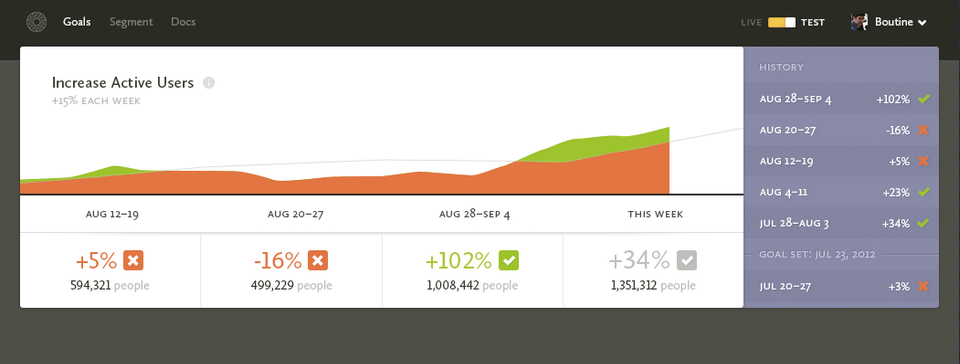 Goals Segment Docs
LIVE TEST Boutine
Increase Active Users
+15% EACH WEEK
AUG 12–19 AUG 20–27 AUG 28–SEP 4 THIS WEEK
+5% -16% +102% +34%
594,321 people 499,229 people 1,008,442 people 1,351,312 people
HISTORY
AUG 28–SEP 4 +102%
AUG 20–27 -16%
AUG 12–19 +5%
AUG 4–11 +23%
JUL 28–AUG 3 +34%
GOAL SET: JUL 23, 2012
JUL 20–27 +3%